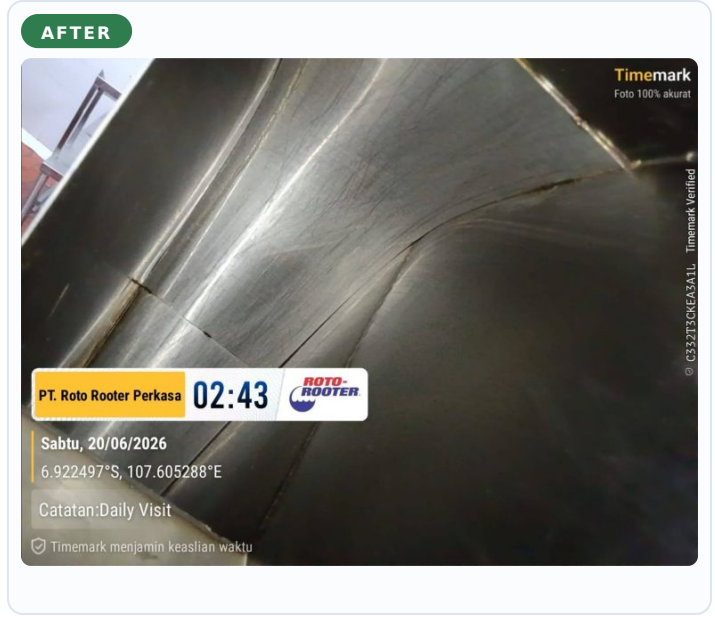 AFTER
Timemark
Foto 100% akurat
C332T3CKEA3A1L Timemark Verified
PT. Roto Rooter Perkasa
02:43
ROTO-
ROOTER
Sabtu, 20/06/2026
6.922497°S, 107.605288°E
Catatan:Daily Visit
Timemark menjamin keaslian waktu